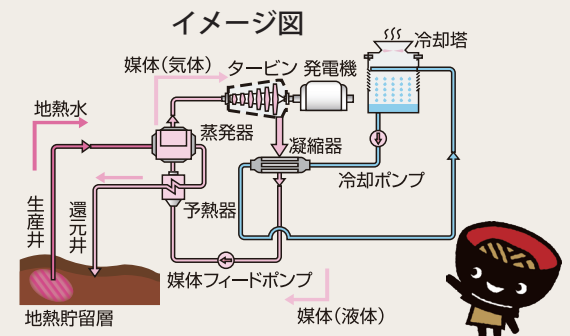 イメージ図
冷却塔
媒体（気体）
タービン
発電機
地熱水
蒸発器
凝縮器
冷却ポンプ
生産井
還元井
予熱器
媒体フィードポンプ
地熱貯留層
媒体（液体）